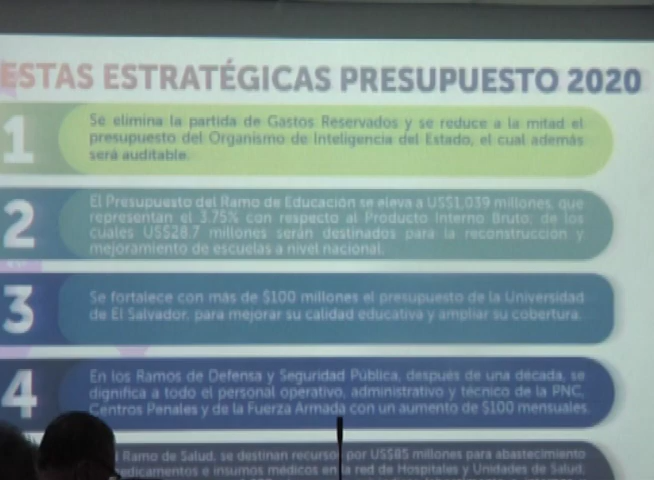 ESTAS ESTRATÉGICAS PRESUPUESTO 2020
1
Se elimina la partida de Gastos Reservados y se reduce a la mitad el
presupuesto del Organismo de Inteligencia del Estado, el cual además
será auditable.
2
El Presupuesto del Ramo de Educación se eleva a US$1,039 millones, que
representan el 3.75% con respecto al Producto Interno Bruto; de los
cuales US$28.7 millones serán destinados para la reconstrucción y
mejoramiento de escuelas a nivel nacional.
3
Se fortalece con más de $100 millones el presupuesto de la Universidad
de El Salvador, para mejorar su calidad educativa y ampliar su cobertura.
4
En los Ramos de Defensa y Seguridad Pública, después de una década, se
dignifica a todo el personal operativo, administrativo y técnico de la PNC,
Centros Penales y de la Fuerza Armada con un aumento de $100 mensuales.
l Ramo de Salud, se destinan recursos por US$85 millones para abastecimiento
edicamentos e insumos médicos en la red de Hospitales y Unidades de Salud,